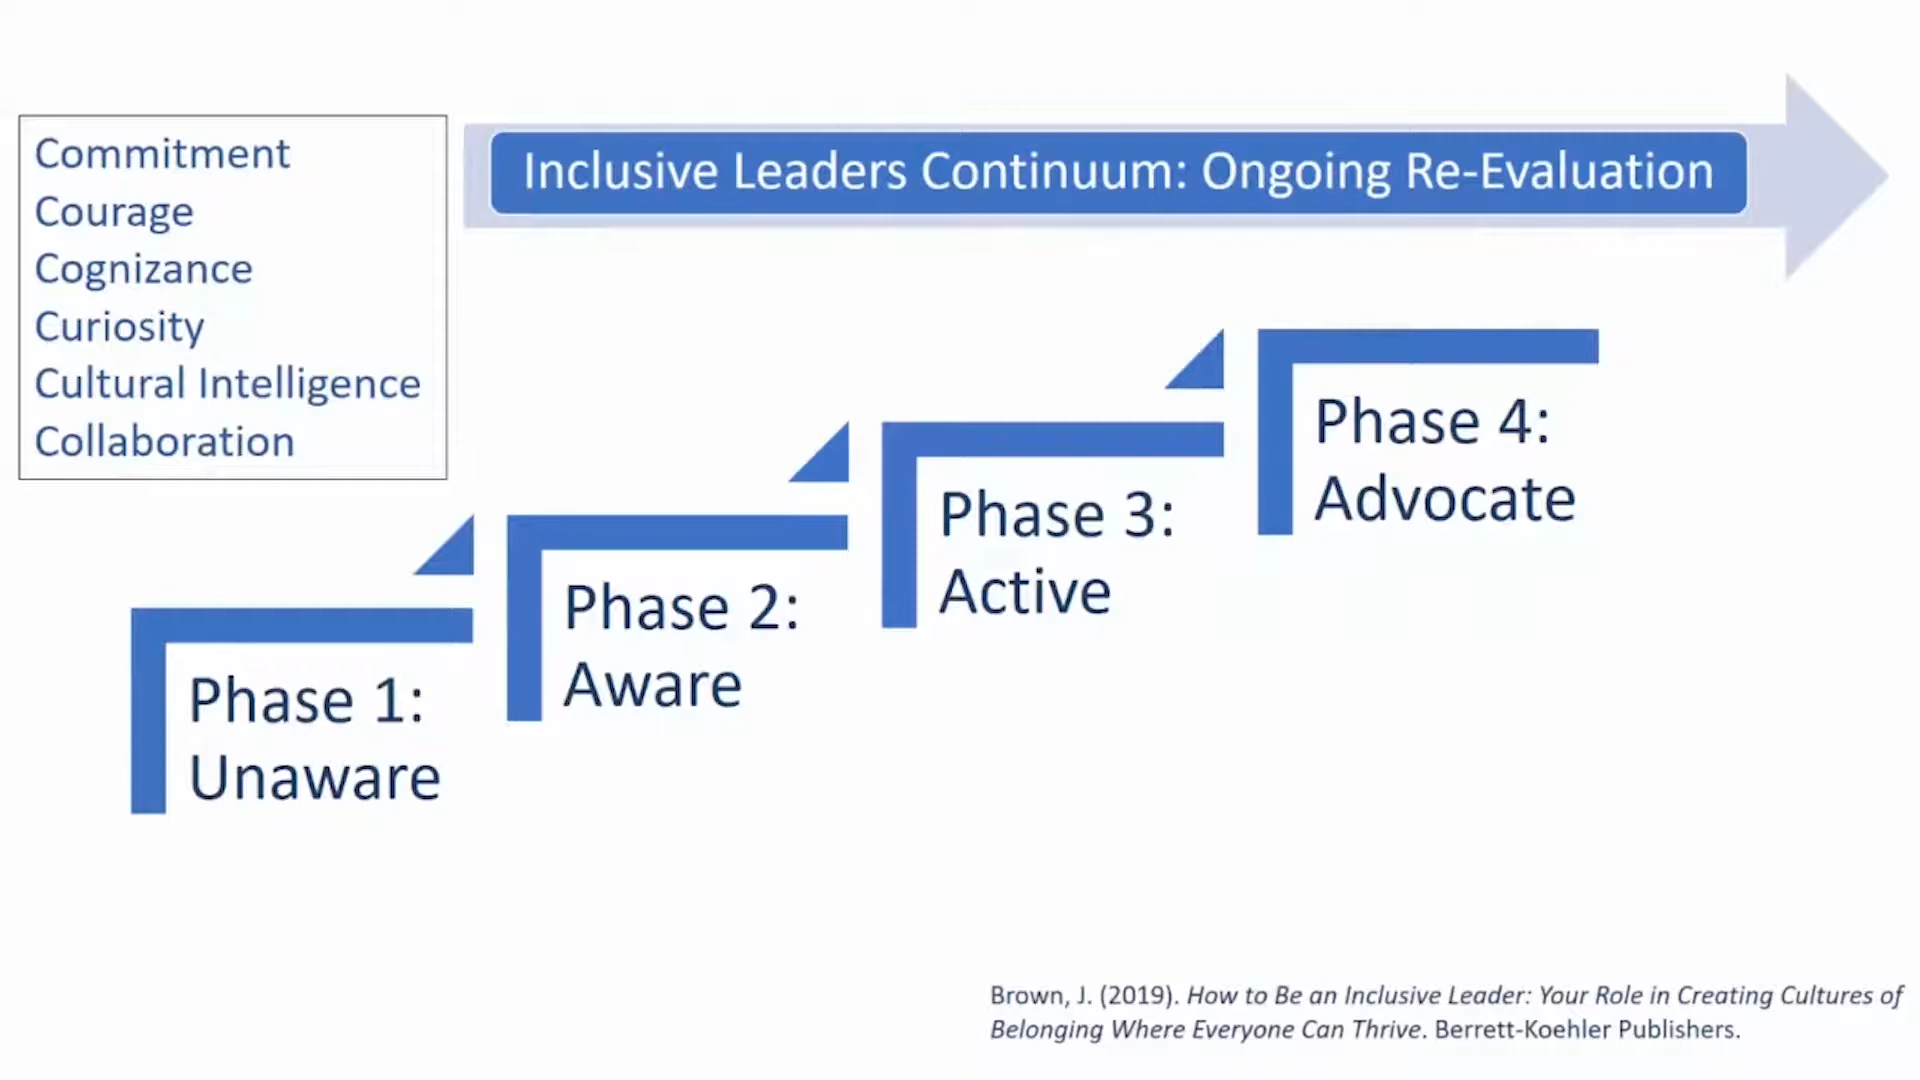 Commitment
Courage
Cognizance
Curiosity
Cultural Intelligence
Collaboration
Inclusive Leaders Continuum: Ongoing Re-Evaluation
Phase 1:
Unaware
Phase 2:
Aware
Phase 3:
Active
Phase 4:
Advocate
Brown, J. (2019). How to Be an Inclusive Leader: Your Role in Creating Cultures of
Belonging Where Everyone Can Thrive. Berrett-Koehler Publishers.